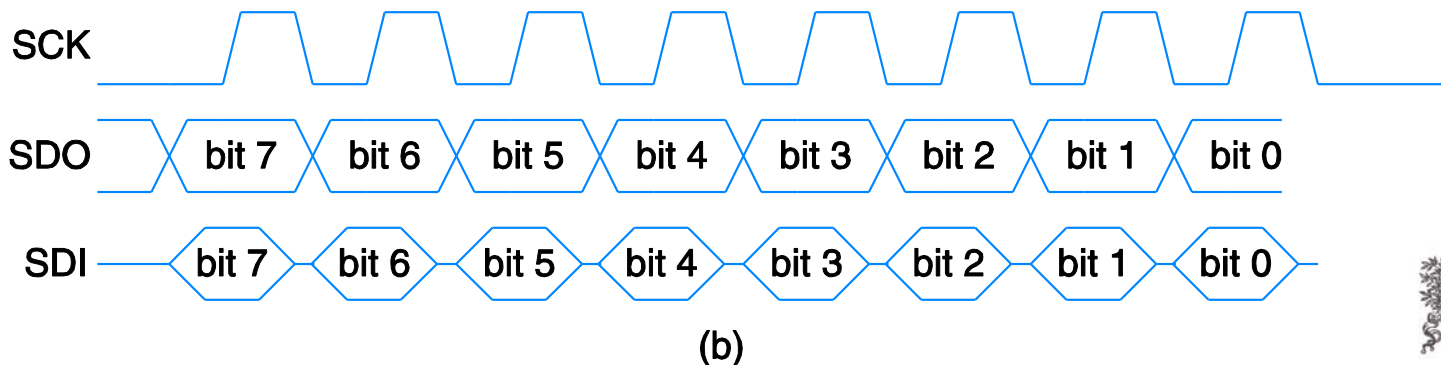 SCK
SDO bit 7 bit 6 bit 5 bit 4 bit 3 bit 2 bit 1 bit 0
SDI bit 7 bit 6 bit 5 bit 4 bit 3 bit 2 bit 1 bit 0
(b)